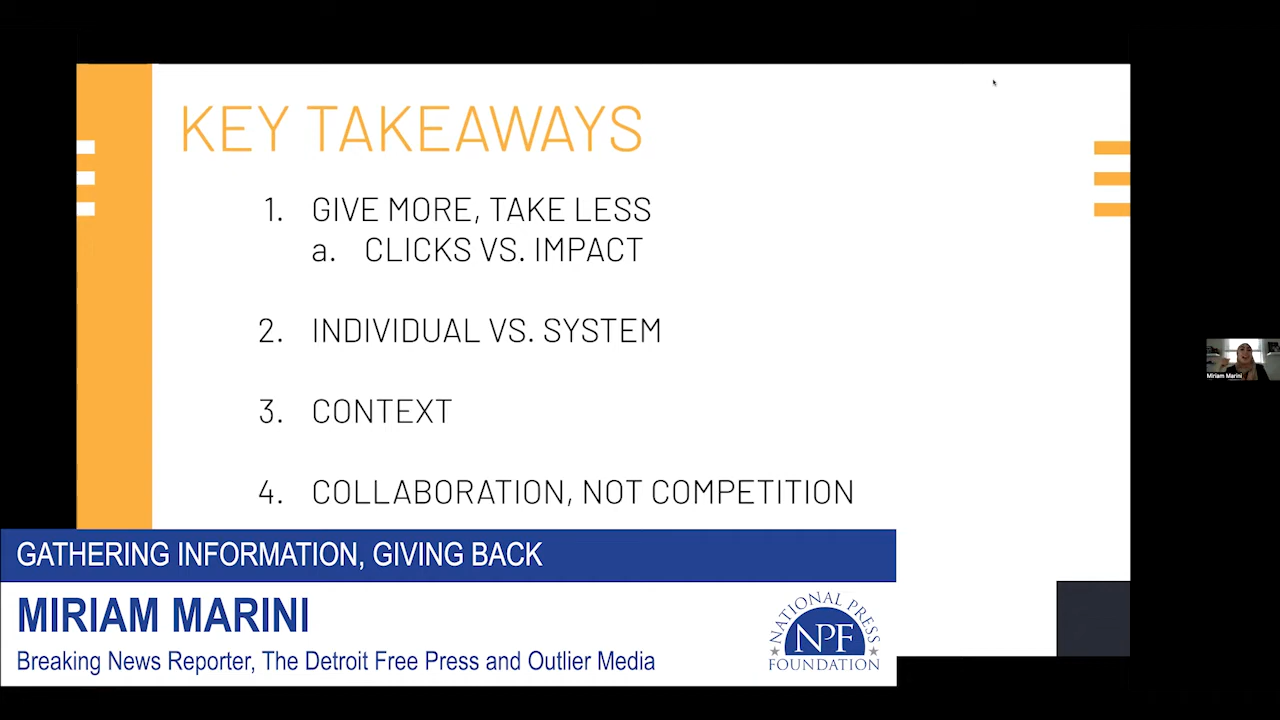 KEY TAKEAWAYS
1. GIVE MORE, TAKE LESS
a. CLICKS VS. IMPACT
2. INDIVIDUAL VS. SYSTEM
3. CONTEXT
4. COLLABORATION, NOT COMPETITION
Miriam Marini
GATHERING INFORMATION, GIVING BACK
MIRIAM MARINI
Breaking News Reporter, The Detroit Free Press and Outlier Media
NATIONAL PRESS
NPF
FOUNDATION